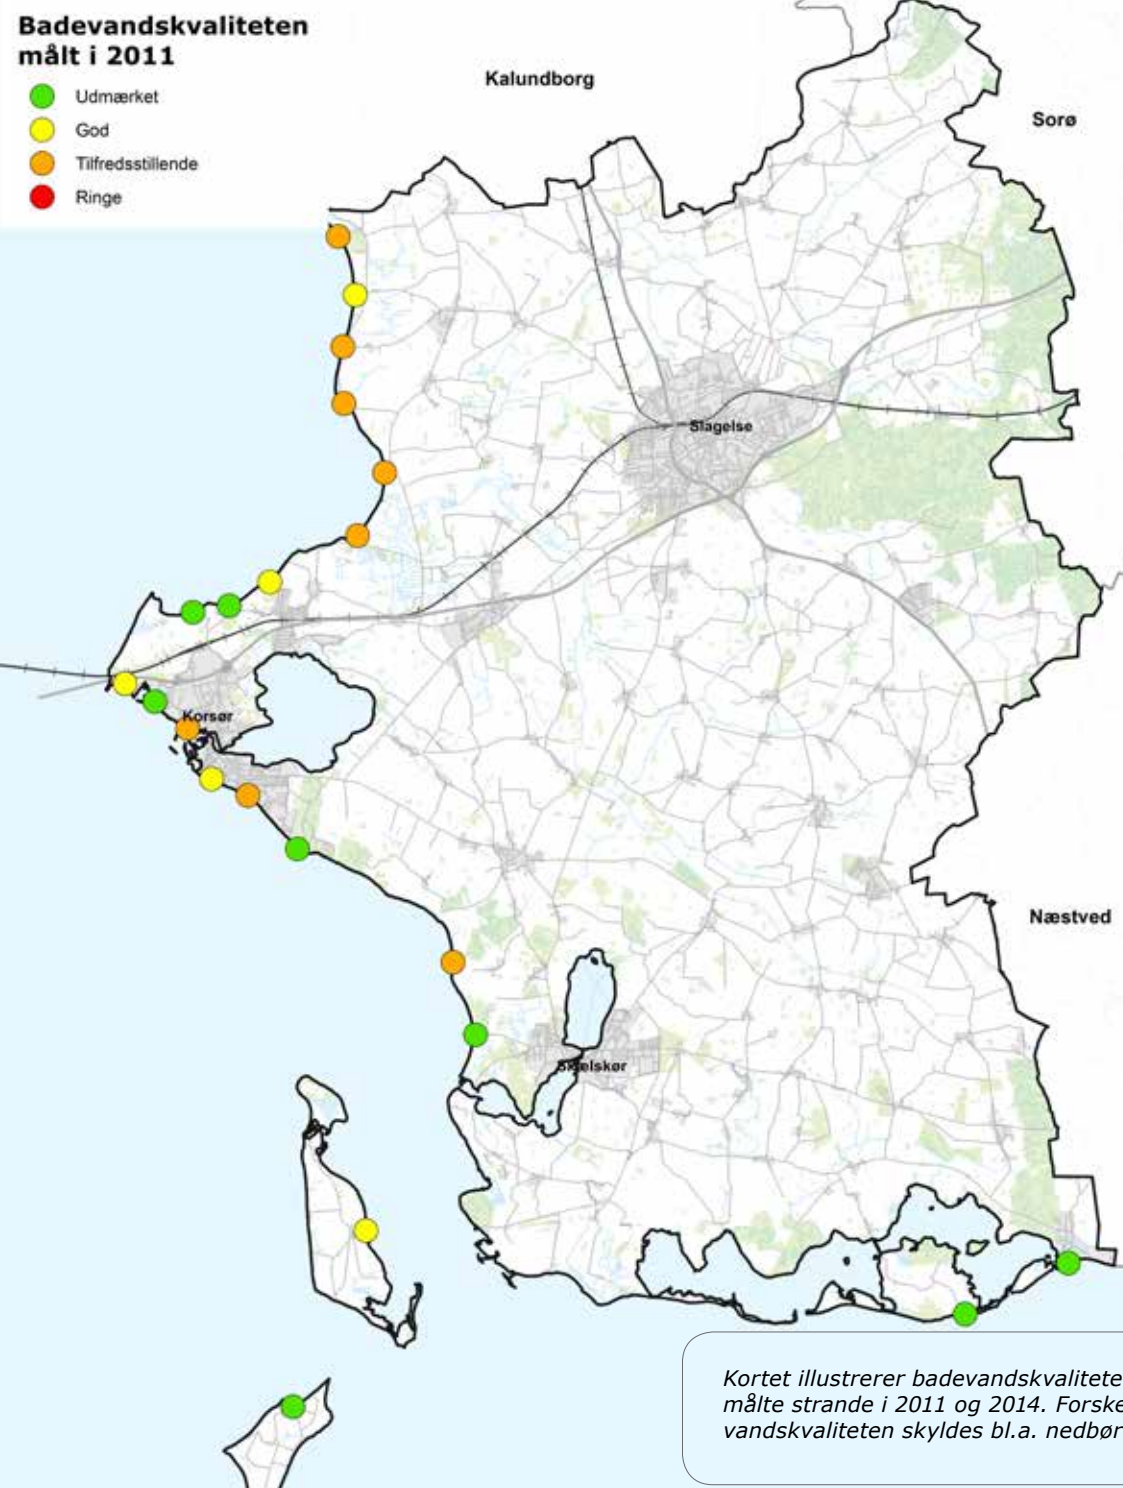 Badevandskvaliteten
målt i 2011
Udmærket
God
Tilfredsstillende
Ringe
Kalundborg
Sorø
Slagelse
Korsør
Næstved
Skælskør
Kortet illustrerer badevandskvalitete
målte strande i 2011 og 2014. Forske
vandskvaliteten skyldes bl.a. nedbør